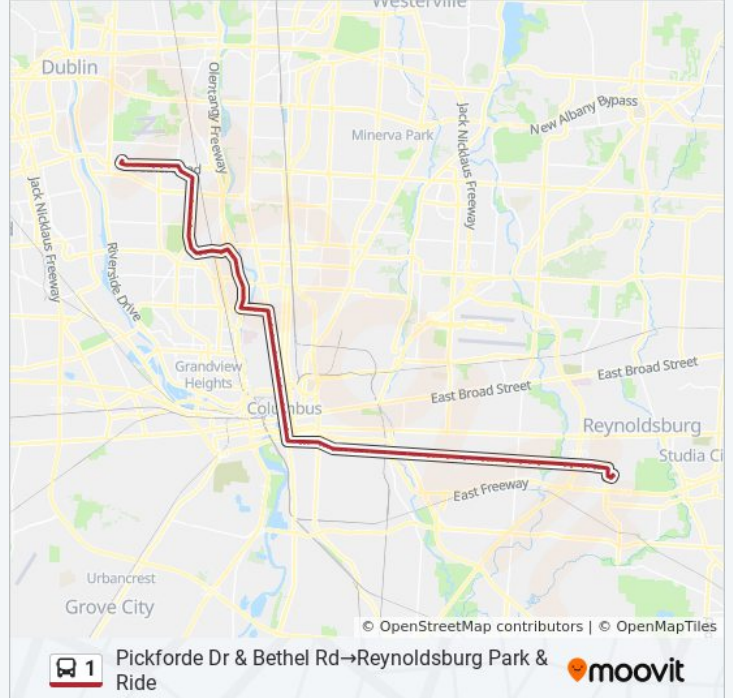 Westerville
Dublin
Olentangy Freeway
Minerva Park
Jack Nicklaus Freeway
New Albany Bypass
Jack Nicklaus Freeway
Riverside Drive
Grandview
Heights
East Broad Street
East Broad Street
Columbus
Reynoldsburg
Studia Ci
East Freeway
Urbancrest
Grove City
© OpenStreetMap contributors | © OpenMapTiles
1
Pickforde Dr & Bethel Rd→Reynoldsburg Park &
Ride
moovit